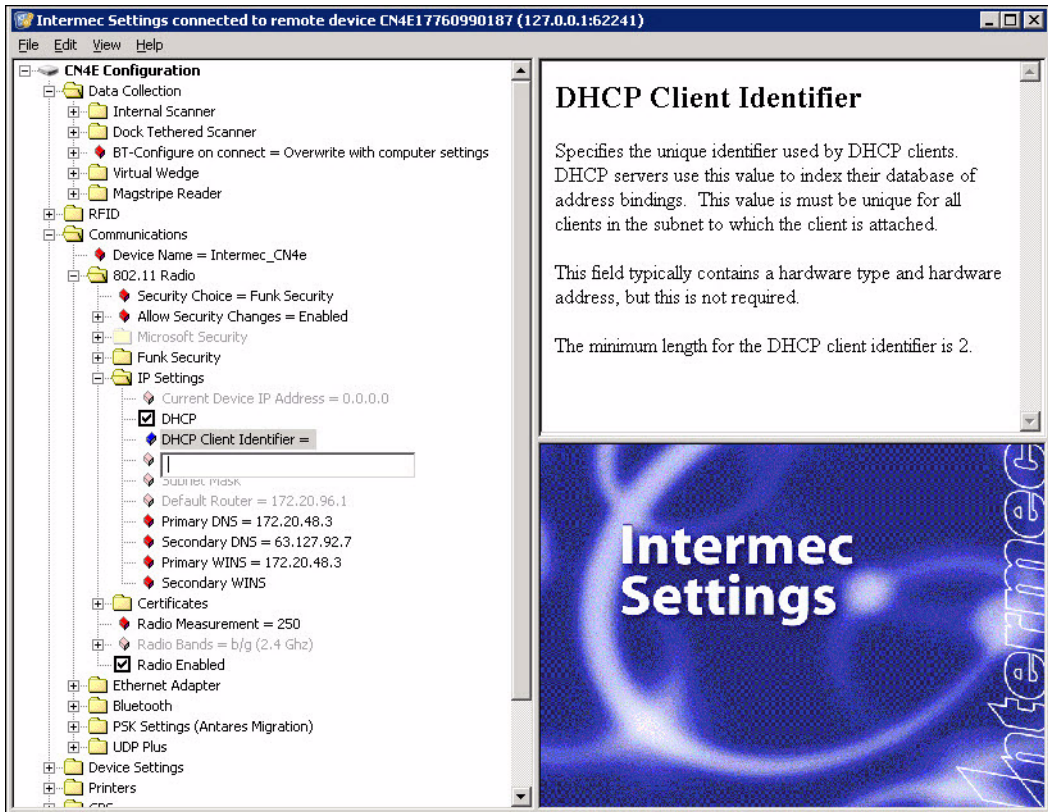 Intermec Settings connected to remote device CN4E17760990187 (127.0.0.1:62241)
File Edit View Help
CN4E Configuration
Data Collection
Internal Scanner
Dock Tethered Scanner
BT-Configure on connect = Overwrite with computer settings
Virtual Wedge
Magstripe Reader
RFID
Communications
Device Name = Intermec_CN4e
802.11 Radio
Security Choice = Funk Security
Allow Security Changes = Enabled
Microsoft Security
Funk Security
IP Settings
Current Device IP Address = 0.0.0.0
DHCP
DHCP Client Identifier =
Subnet Mask
Default Router = 172.20.96.1
Primary DNS = 172.20.48.3
Secondary DNS = 63.127.92.7
Primary WINS = 172.20.48.3
Secondary WINS
Certificates
Radio Measurement = 250
Radio Bands = b/g (2.4 Ghz)
Radio Enabled
Ethernet Adapter
Bluetooth
PSK Settings (Antares Migration)
UDP Plus
Device Settings
Printers
GPS
DHCP Client Identifier
Specifies the unique identifier used by DHCP clients.
DHCP servers use this value to index their database of
address bindings.  This value is must be unique for all
clients in the subnet to which the client is attached.
This field typically contains a hardware type and hardware
address, but this is not required.
The minimum length for the DHCP client identifier is 2.
Intermec
Settings
Intermec